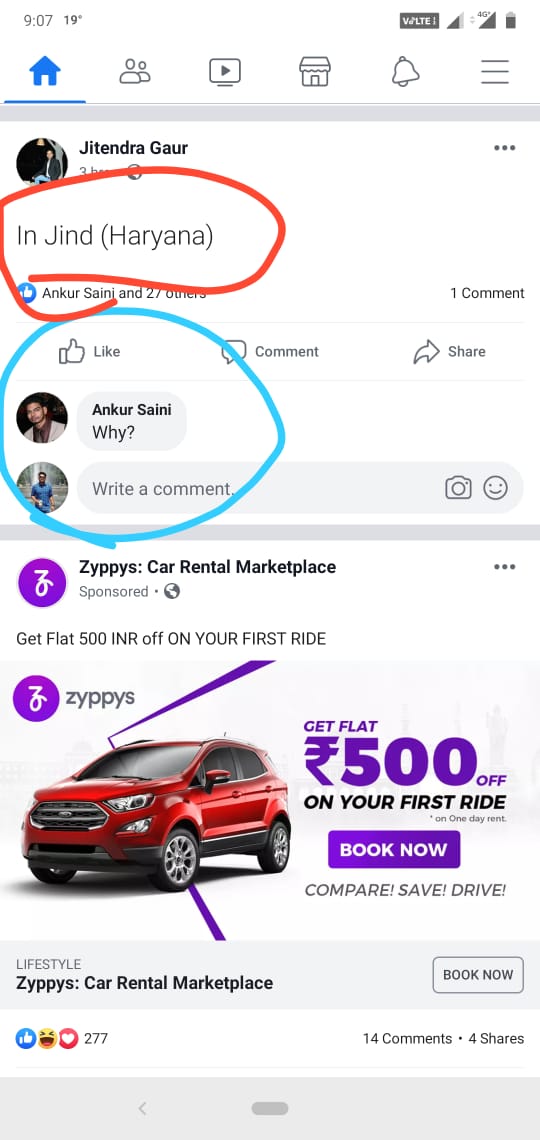 9:07 19°
VoLTE 4G+
Jitendra Gaur
In Jind (Haryana)
Ankur Saini and 27 others
1 Comment
Like Comment Share
Ankur Saini
Why?
Write a comment.
Zyppys: Car Rental Marketplace
Sponsored •
Get Flat 500 INR off ON YOUR FIRST RIDE
zyppys
GET FLAT
₹500 OFF
ON YOUR FIRST RIDE
* on One day rent.
BOOK NOW
COMPARE! SAVE! DRIVE!
LIFESTYLE
Zyppys: Car Rental Marketplace
BOOK NOW
277
14 Comments • 4 Shares